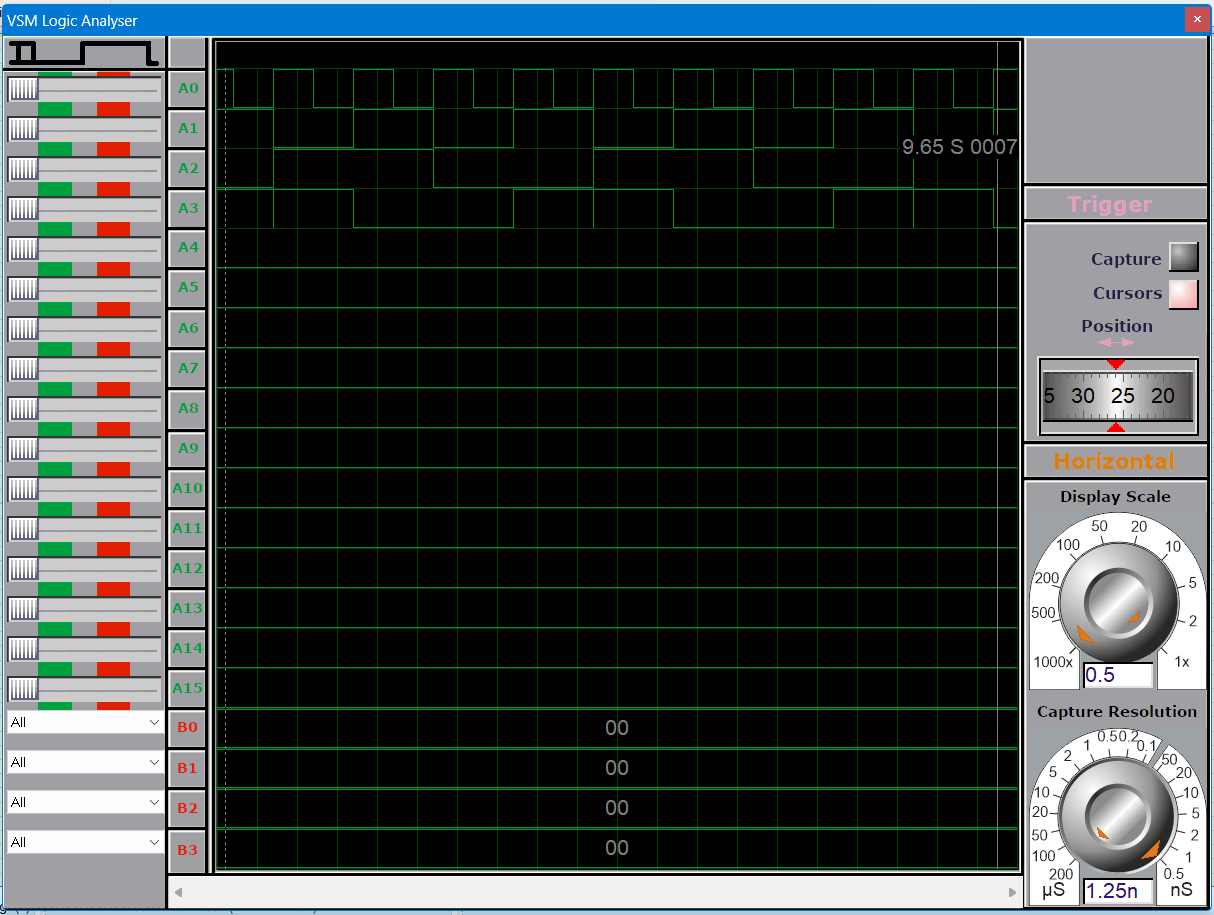 VSM Logic Analyser
A0
A1
A2
A3
A4
A5
A6
A7
A8
A9
A10
A11
A12
A13
A14
A15
B0
B1
B2
B3
All
All
All
All
9.65 S 0007
00
00
00
00
Trigger
Capture
Cursors
Position
5 30 25 20
Horizontal
Display Scale
1000x 500 200 100 50 20 10 5 2 1x
0.5
Capture Resolution
200 100 50 20 10 5 2 1 0.5 0.2 0.1
µS
50 20 10 5 2 1 0.5
nS
1.25n